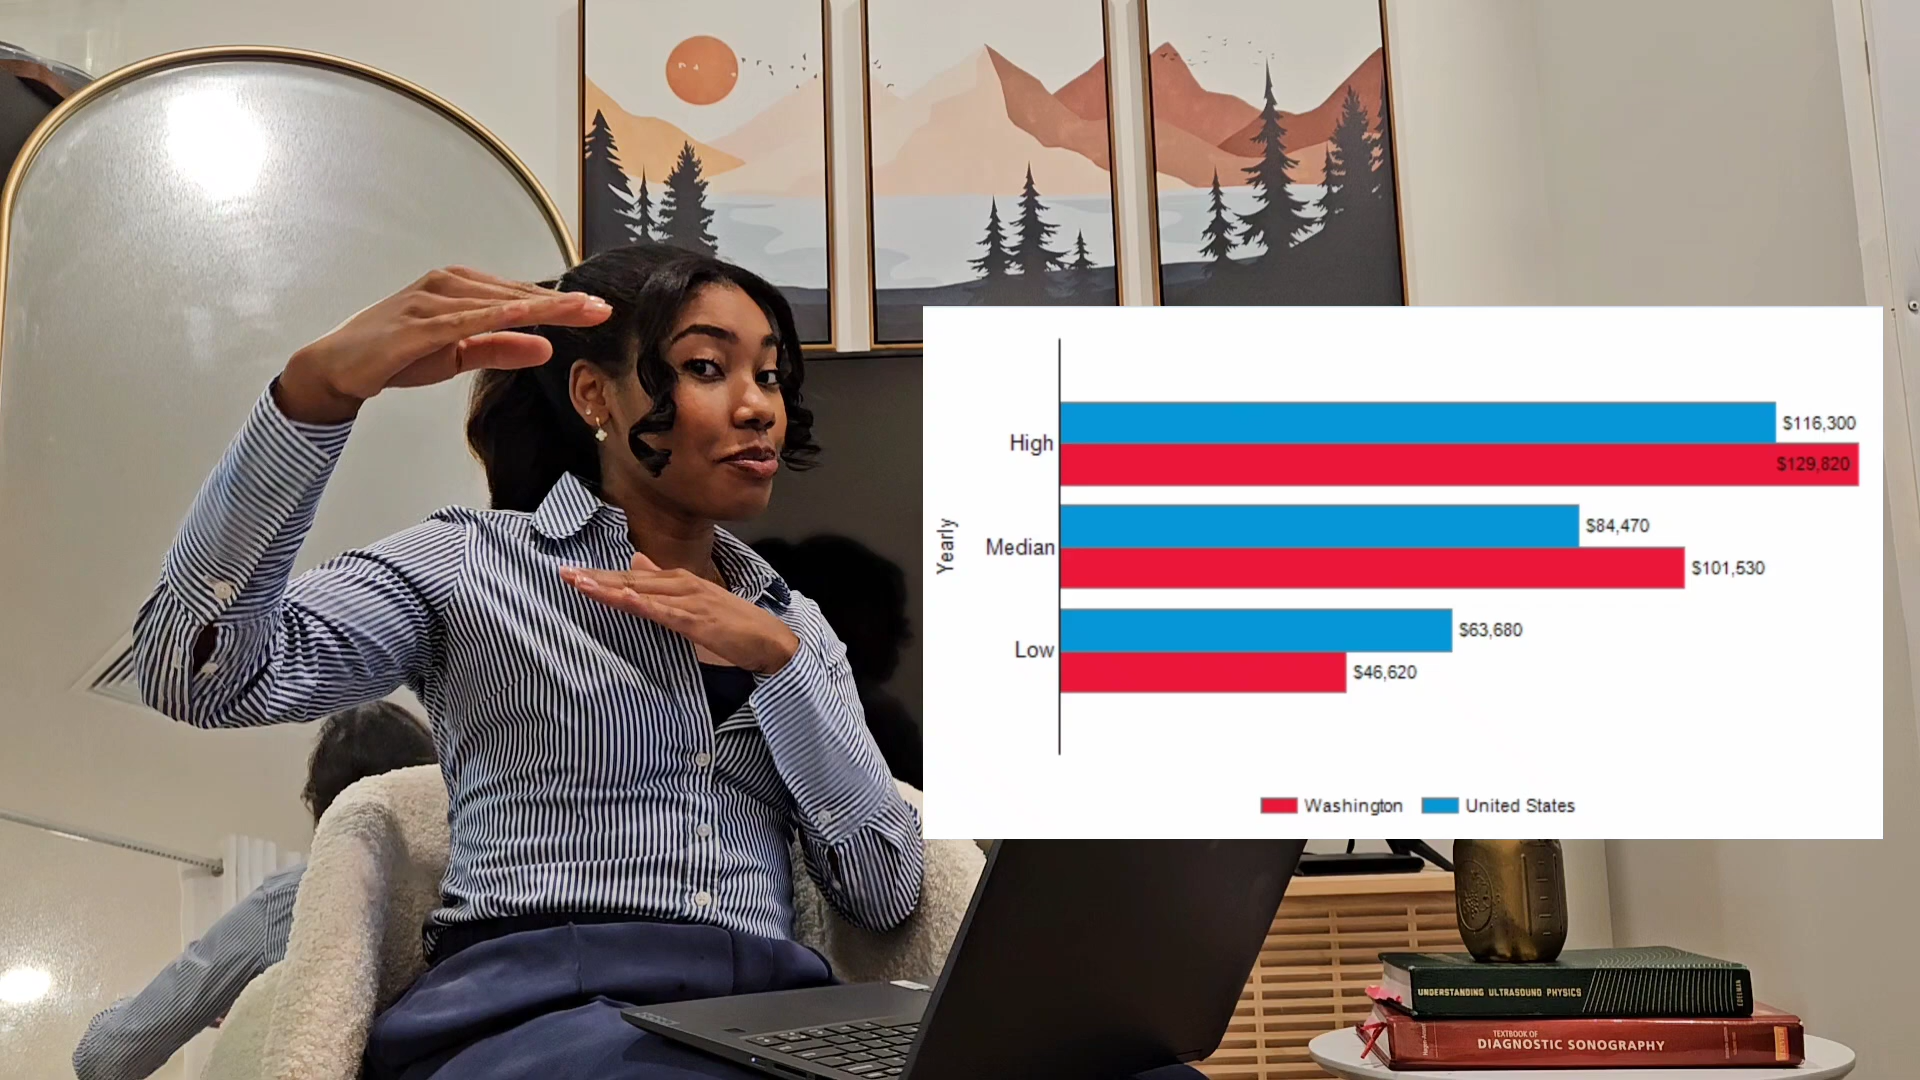 High
$116,300
$129,820
Yearly
Median
$84,470
$101,530
Low
$63,680
$46,620
Washington
United States
UNDERSTANDING ULTRASOUND PHYSICS
EDELMAN
TEXTBOOK OF
DIAGNOSTIC SONOGRAPHY